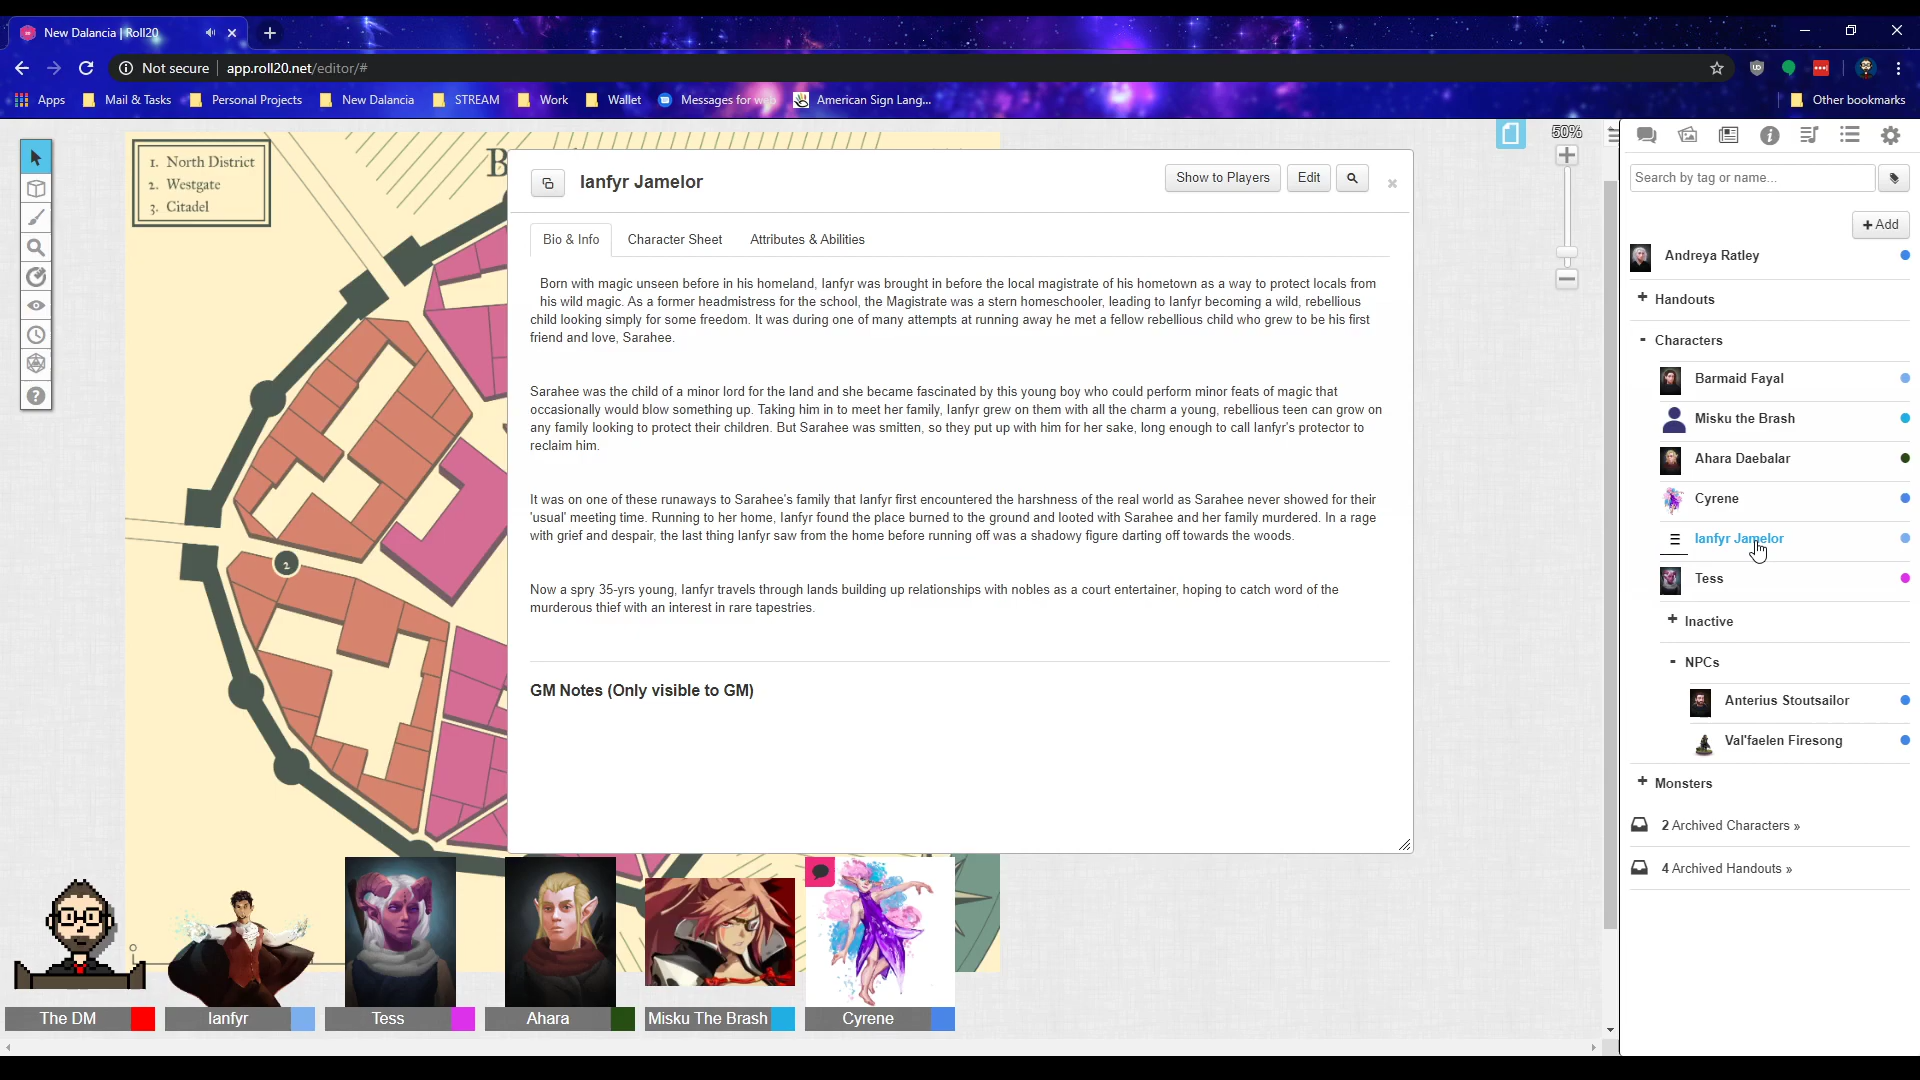 New Dalancia | Roll20
Not secure
app.roll20.net/editor/#
Apps
Mail & Tasks
Personal Projects
New Dalancia
STREAM
Work
Wallet
Messages for web
American Sign Lang...
Other bookmarks
1. North District
2. Westgate
3. Citadel
B
50%
Ianfyr Jamelor
Show to Players
Edit
Bio & Info
Character Sheet
Attributes & Abilities
Born with magic unseen before in his homeland, Ianfyr was brought in before the local magistrate of his hometown as a way to protect locals from
his wild magic. As a former headmistress for the school, the Magistrate was a stern homeschooler, leading to Ianfyr becoming a wild, rebellious
child looking simply for some freedom. It was during one of many attempts at running away he met a fellow rebellious child who grew to be his first
friend and love, Sarahee.
Sarahee was the child of a minor lord for the land and she became fascinated by this young boy who could perform minor feats of magic that
occasionally would blow something up. Taking him in to meet her family, Ianfyr grew on them with all the charm a young, rebellious teen can grow on
any family looking to protect their children. But Sarahee was smitten, so they put up with him for her sake, long enough to call Ianfyr's protector to
reclaim him.
It was on one of these runaways to Sarahee's family that Ianfyr first encountered the harshness of the real world as Sarahee never showed for their
'usual' meeting time. Running to her home, Ianfyr found the place burned to the ground and looted with Sarahee and her family murdered. In a rage
with grief and despair, the last thing Ianfyr saw from the home before running off was a shadowy figure darting off towards the woods.
Now a spry 35-yrs young, Ianfyr travels through lands building up relationships with nobles as a court entertainer, hoping to catch word of the
murderous thief with an interest in rare tapestries.
GM Notes (Only visible to GM)
2
Search by tag or name...
+ Add
Andreya Ratley
+ Handouts
- Characters
Barmaid Fayal
Misku the Brash
Ahara Daebalar
Cyrene
Ianfyr Jamelor
Tess
+ Inactive
- NPCs
Anterius Stoutsailor
Val'faelen Firesong
+ Monsters
2 Archived Characters »
4 Archived Handouts »
0
The DM
Ianfyr
Tess
Ahara
Misku The Brash
Cyrene